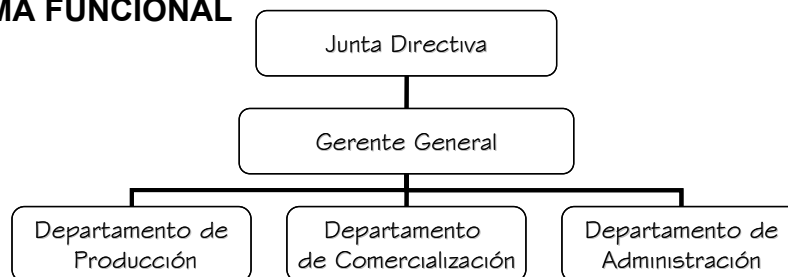 MA FUNCIONAL
Junta Directiva
Gerente General
Departamento de
Producción
Departamento
de Comercialización
Departamento de
Administración